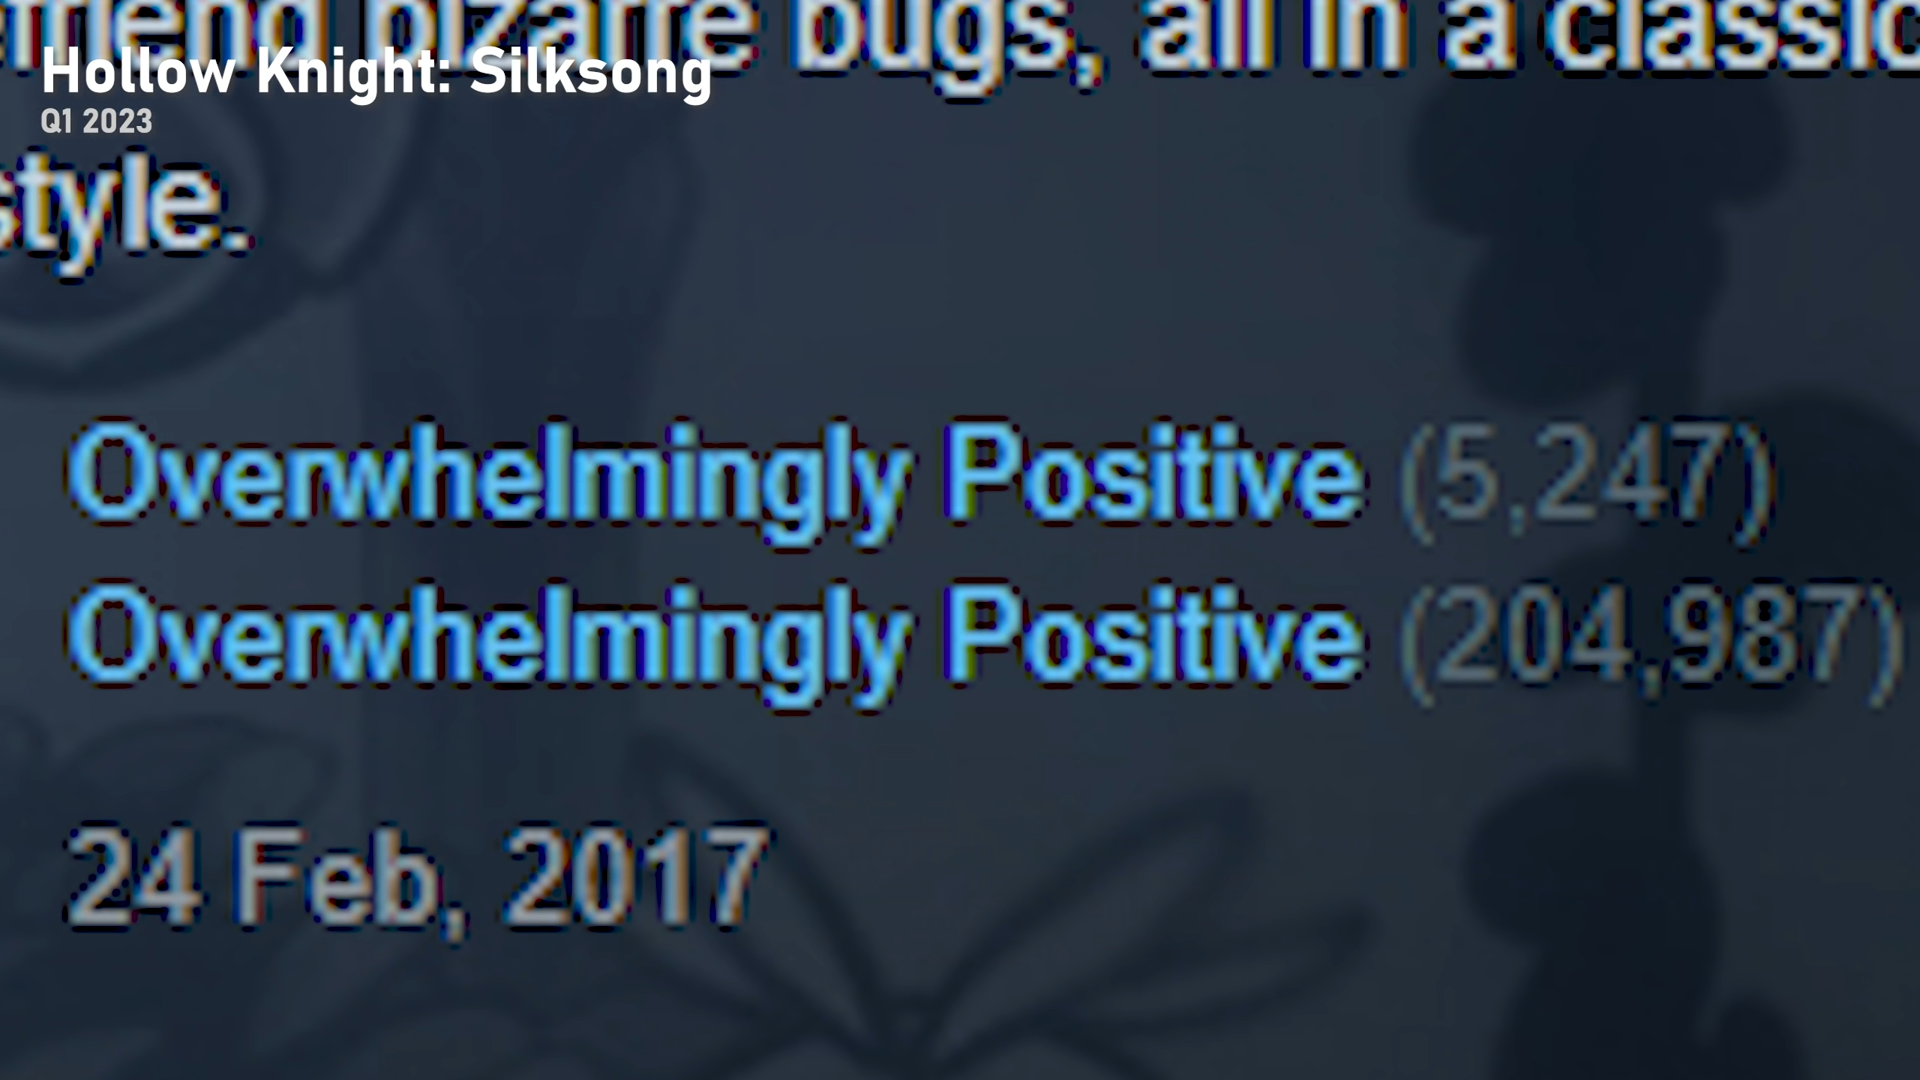 friend bizarre bugs, all in a classic
Hollow Knight: Silksong
Q1 2023
style.
Overwhelmingly Positive (5,247)
Overwhelmingly Positive (204,987)
24 Feb, 2017